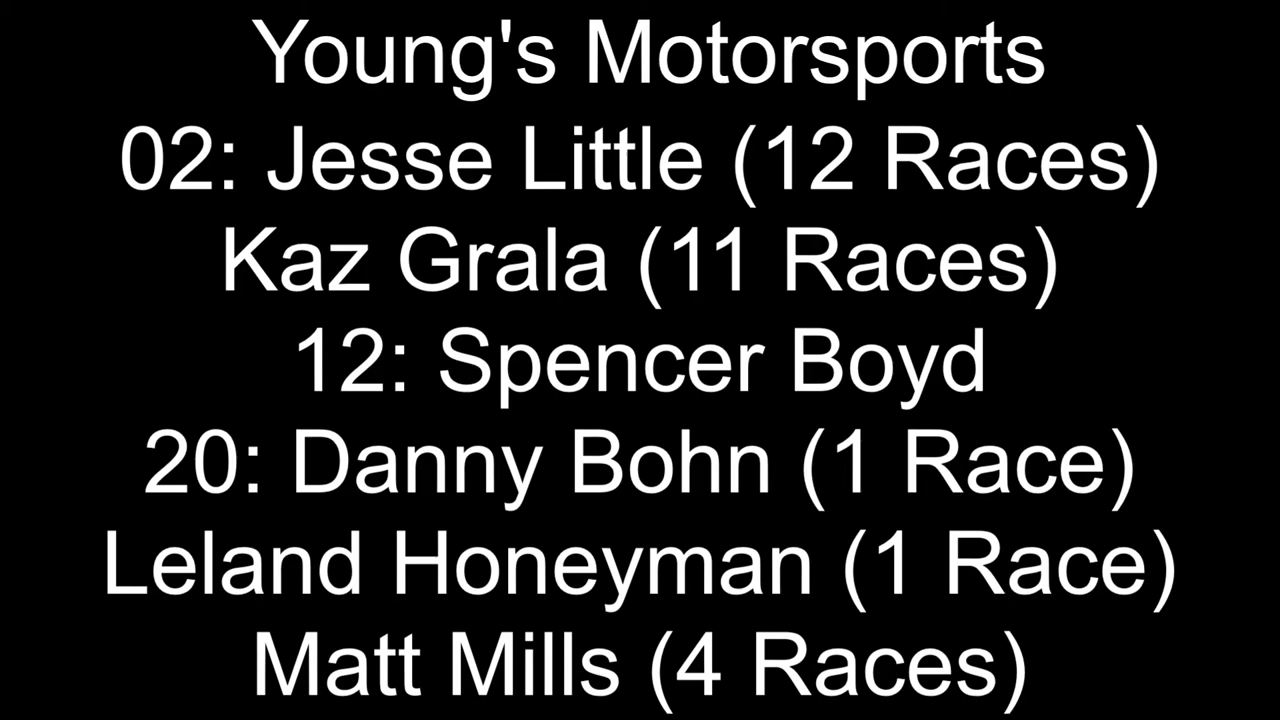 Young's Motorsports
02: Jesse Little (12 Races)
Kaz Grala (11 Races)
12: Spencer Boyd
20: Danny Bohn (1 Race)
Leland Honeyman (1 Race)
Matt Mills (4 Races)